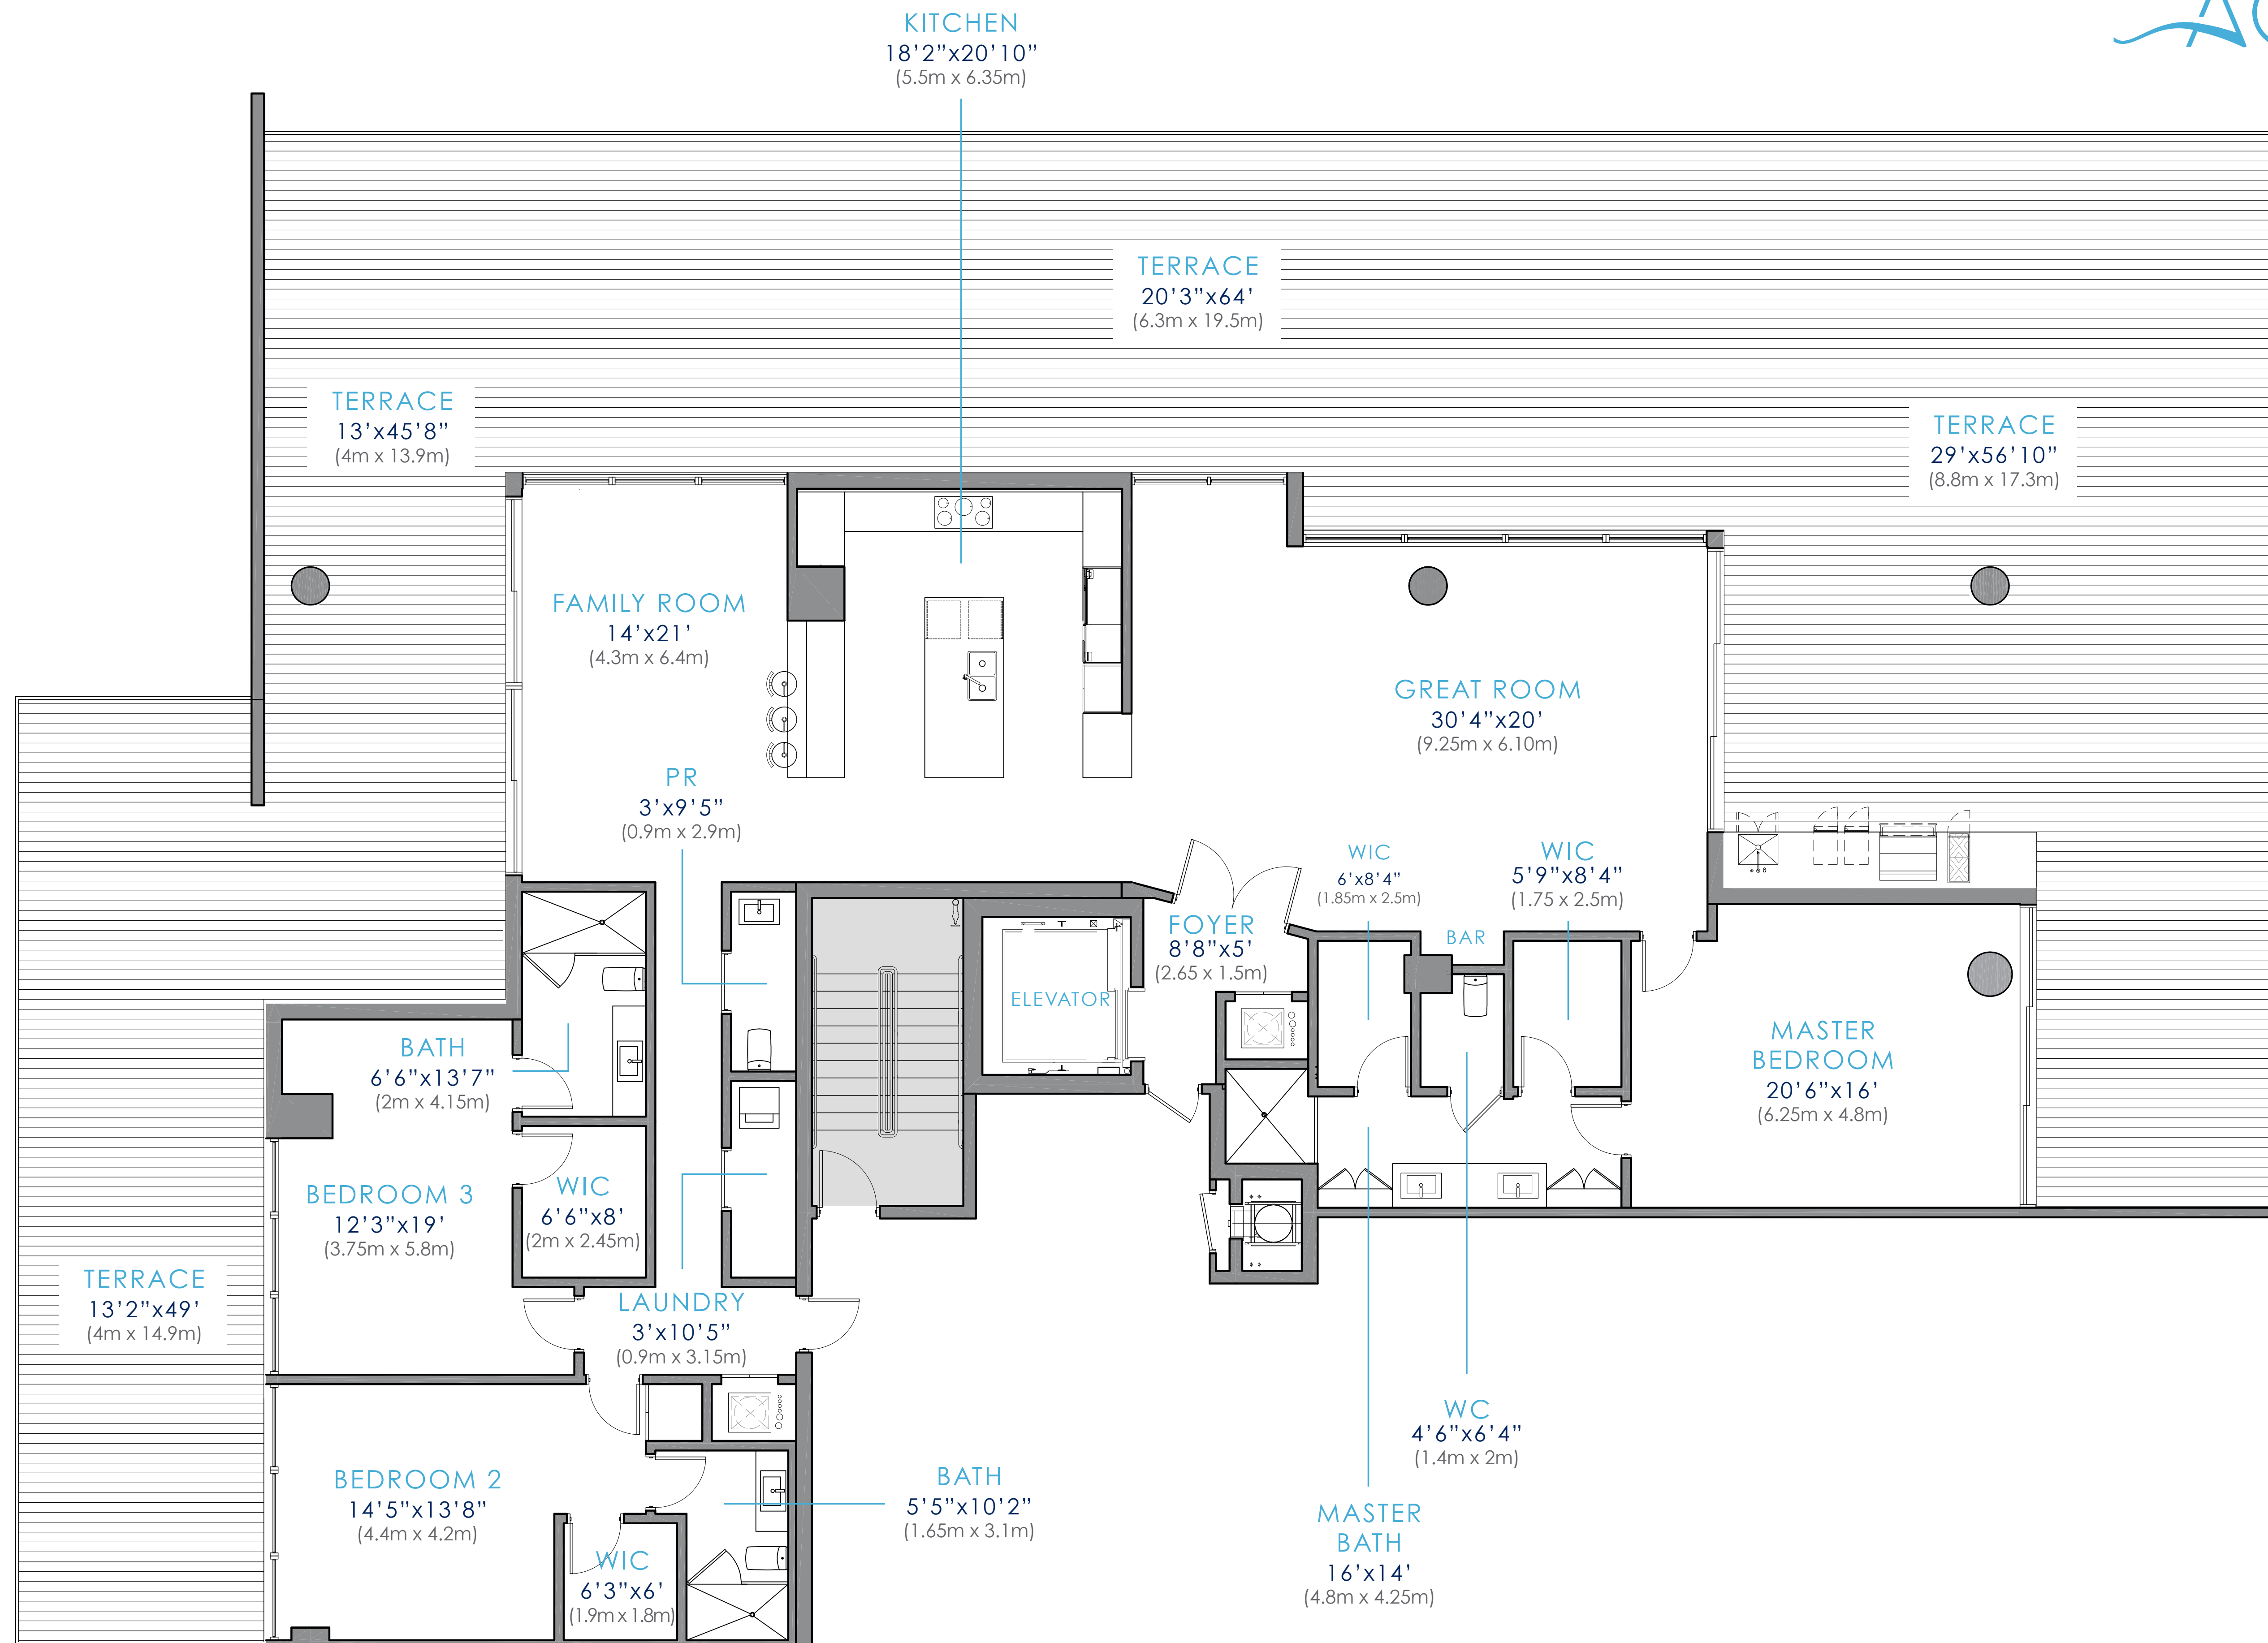 KITCHEN
18'2”x20'10”
(5.5m x 6.35m)
TERRACE
20'3”x64'
(6.3m x 19.5m)
TERRACE
13'x45'8”
(4m x 13.9m)
TERRACE
29'x56'10”
(8.8m x 17.3m)
FAMILY ROOM
14'x21'
(4.3m x 6.4m)
GREAT ROOM
30'4”x20'
(9.25m x 6.10m)
PR
3'x9'5”
(0.9m x 2.9m)
WIC
6'x8'4”
(1.85m x 2.5m)
WIC
5'9”x8'4”
(1.75 x 2.5m)
FOYER
8'8”x5'
(2.65 x 1.5m)
BAR
ELEVATOR
BATH
6'6”x13'7”
(2m x 4.15m)
MASTER
BEDROOM
20'6”x16'
(6.25m x 4.8m)
BEDROOM 3
12'3”x19'
(3.75m x 5.8m)
WIC
6'6”x8'
(2m x 2.45m)
TERRACE
13'2”x49'
(4m x 14.9m)
LAUNDRY
3'x10'5”
(0.9m x 3.15m)
WC
4'6”x6'4”
(1.4m x 2m)
BEDROOM 2
14'5”x13'8”
(4.4m x 4.2m)
BATH
5'5”x10'2”
(1.65m x 3.1m)
MASTER
BATH
16'x14'
(4.8m x 4.25m)
WIC
6'3”x6'
(1.9m x 1.8m)